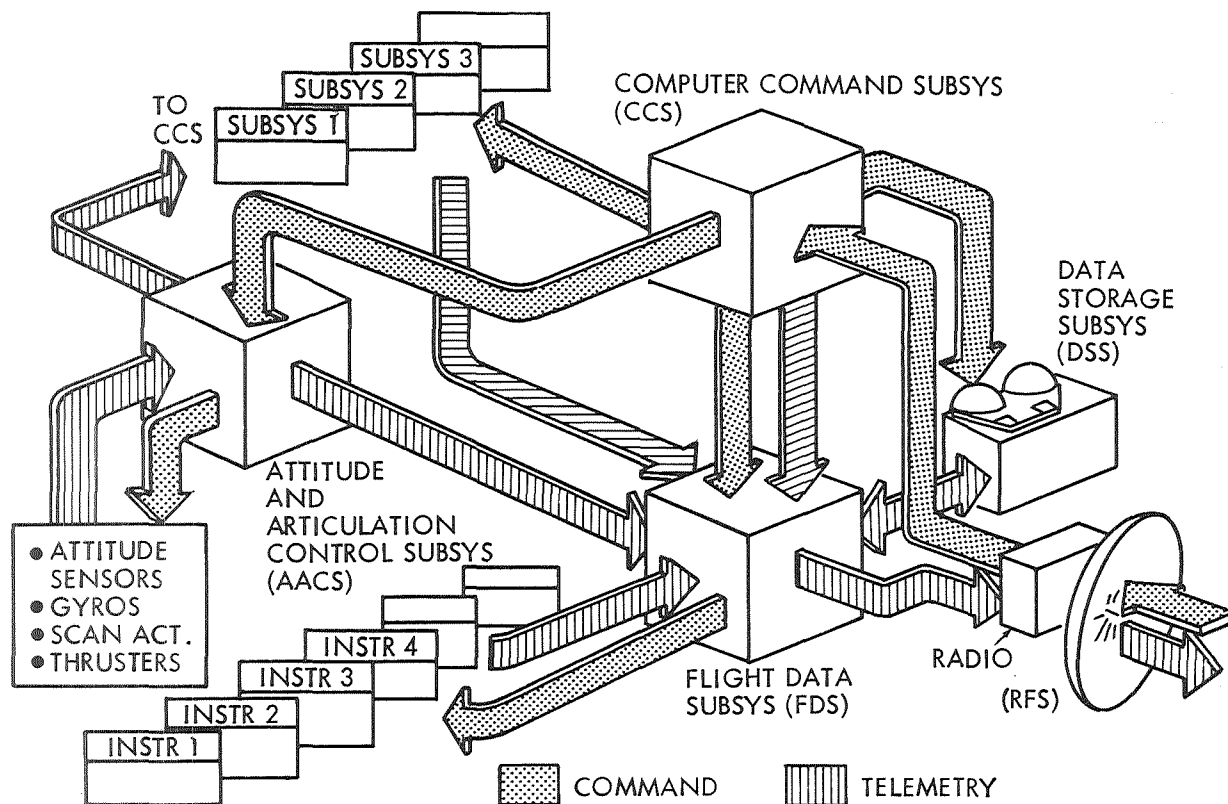 SUBSYS 3
SUBSYS 2
SUBSYS 1
TO
CCS
COMPUTER COMMAND SUBSYS
(CCS)
DATA
STORAGE
SUBSYS
(DSS)
ATTITUDE
AND
ARTICULATION
CONTROL SUBSYS
(AACS)
● ATTITUDE
SENSORS
● GYROS
● SCAN ACT.
● THRUSTERS
INSTR 4
INSTR 3
INSTR 2
INSTR 1
FLIGHT DATA
SUBSYS (FDS)
RADIO
(RFS)
COMMAND
TELEMETRY